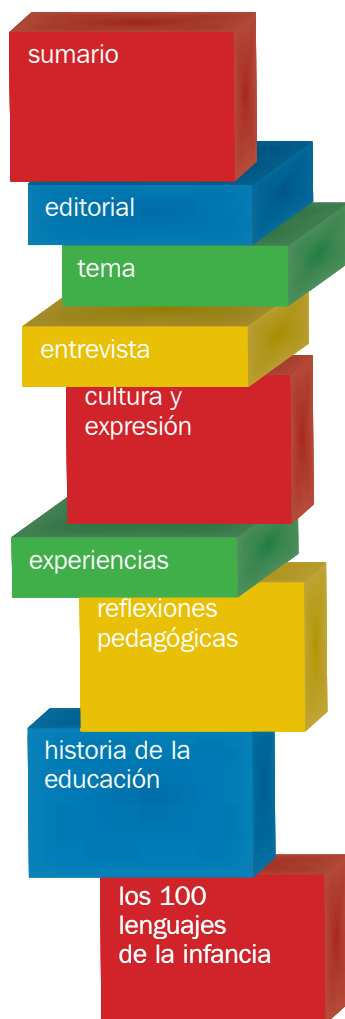 sumario
editorial
tema
entrevista
cultura y
expresión
experiencias
reflexiones
pedagógicas
historia de la
educación
los 100
lenguajes
de la infancia